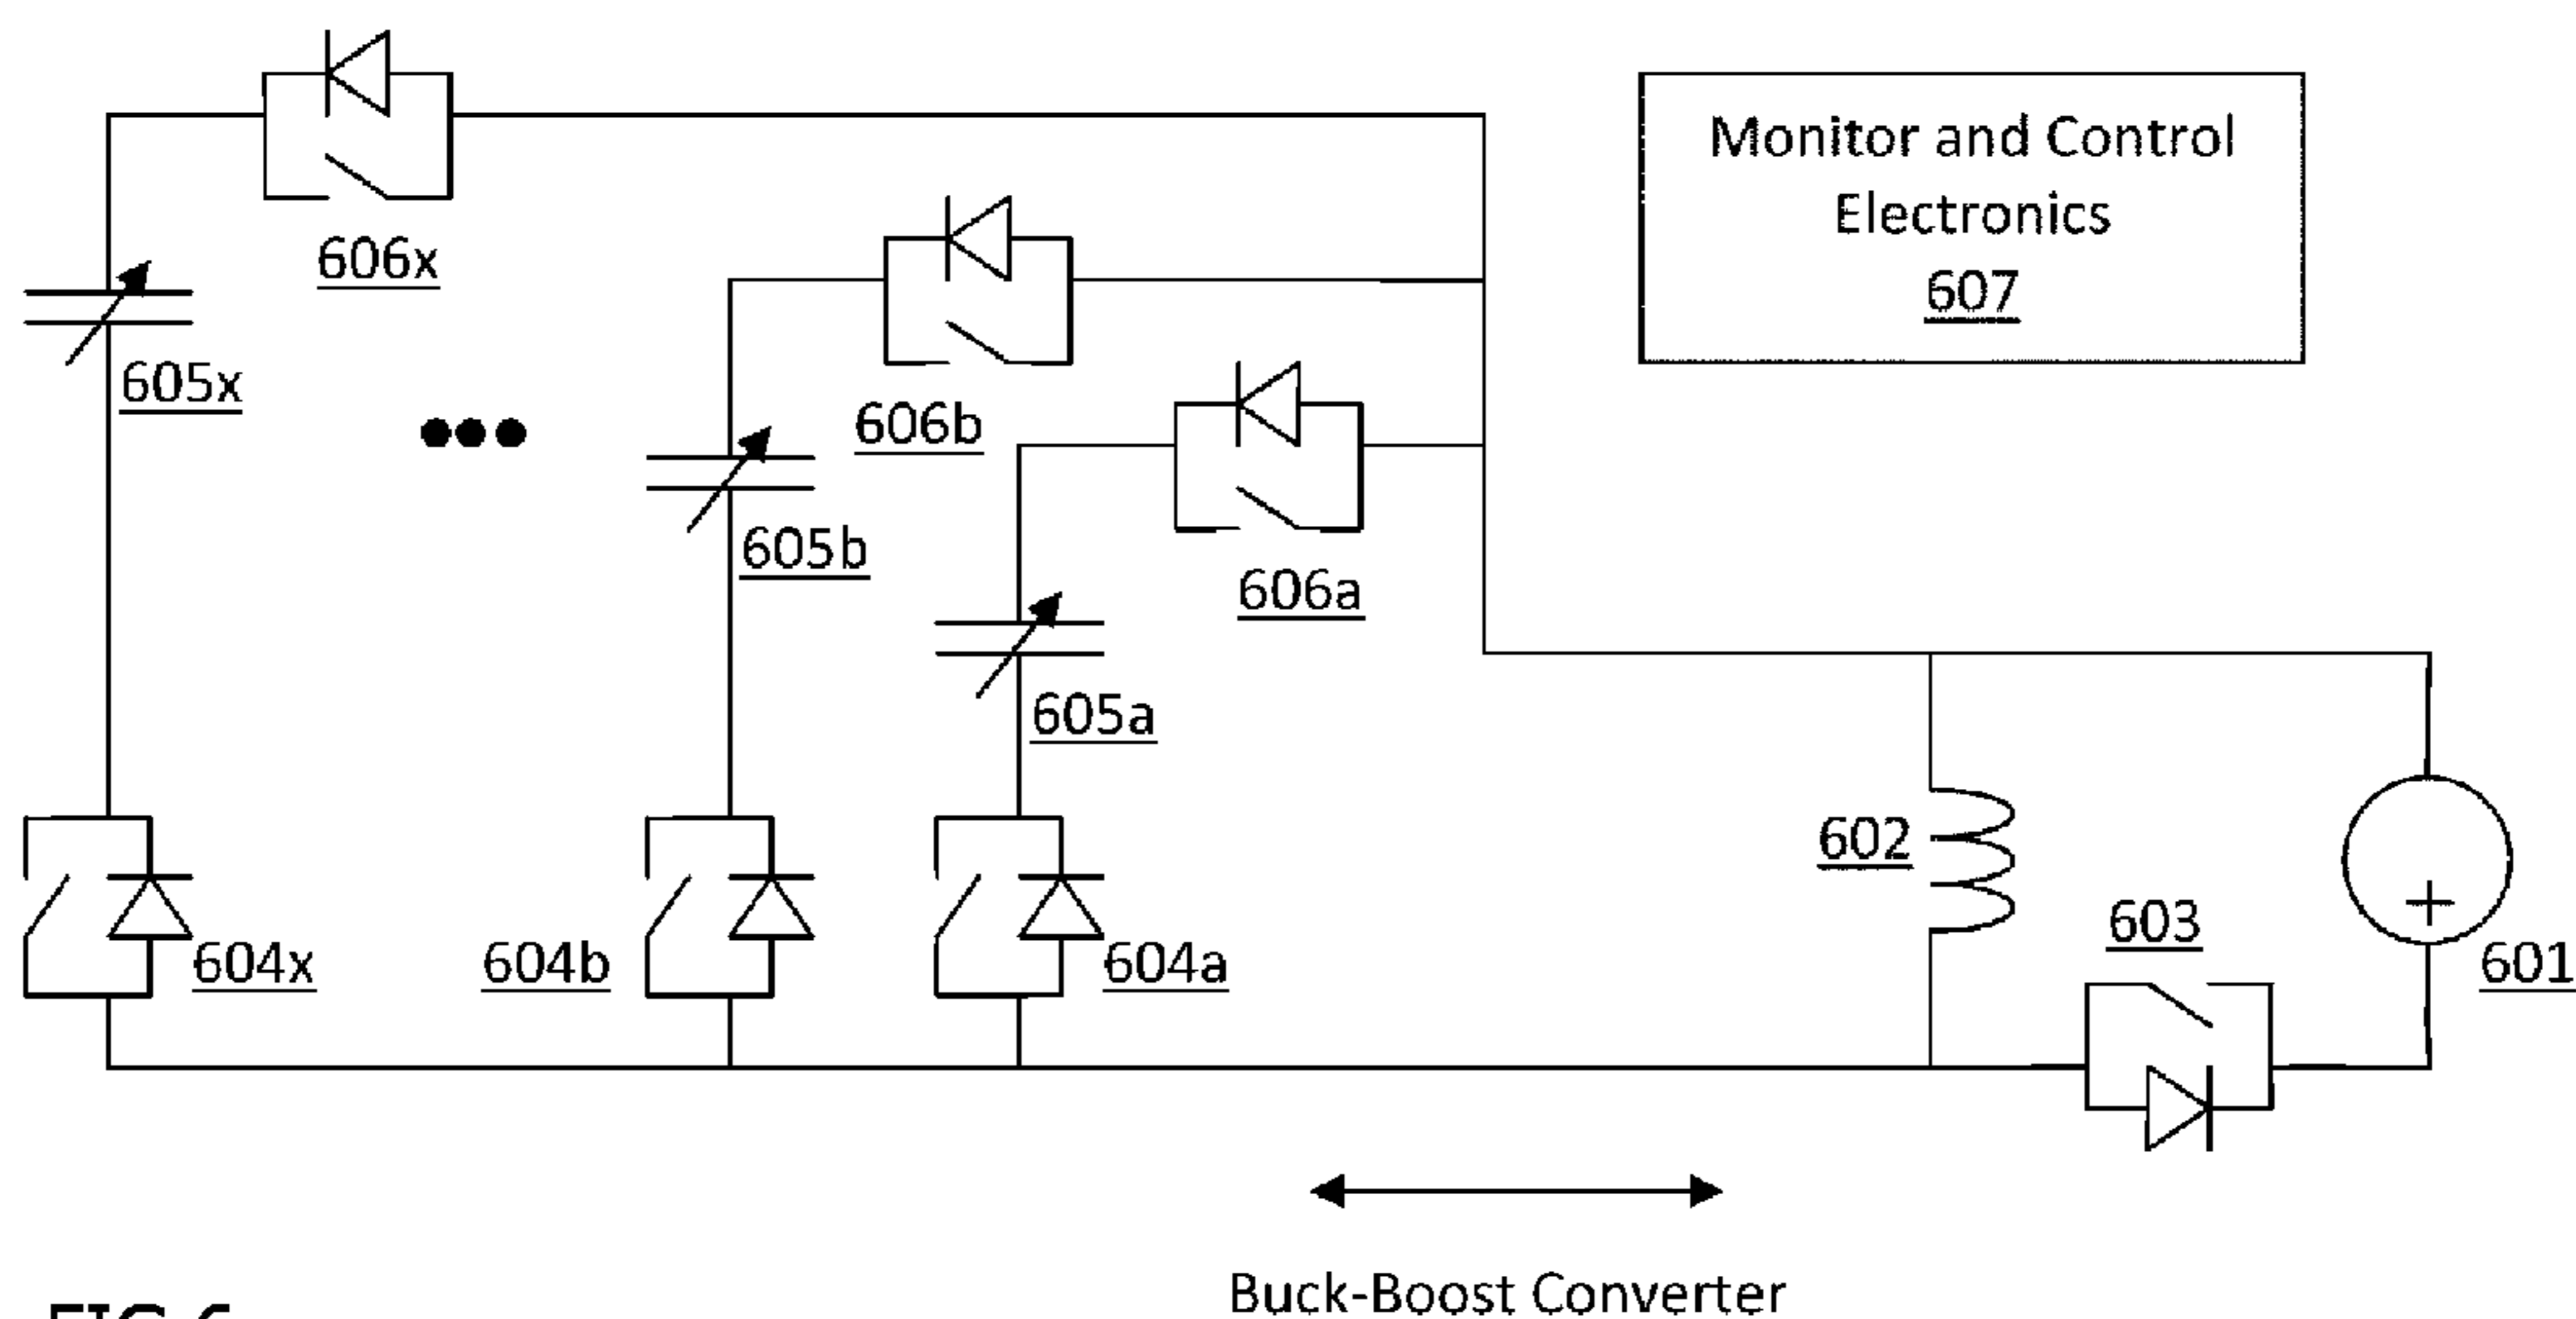 Monitor and Control
Electronics
607
606x
605x
606b
605b
606a
605a
602
603
601
604x
604b
604a
Buck-Boost Converter